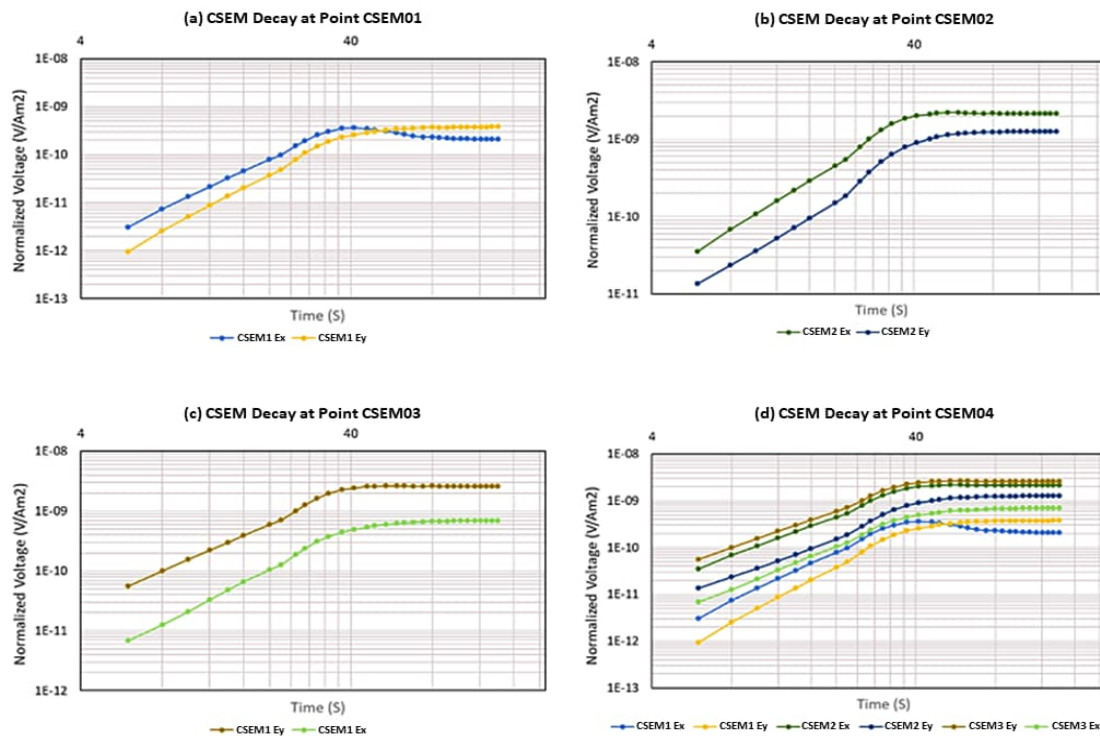 (a) CSEM Decay at Point CSEM01
4 40
1E-08
1E-09
1E-10
1E-11
1E-12
1E-13
Normalized Voltage (V/Am2)
Time (S)
CSEM1 Ex CSEM1 Ey
(b) CSEM Decay at Point CSEM02
4 40
1E-08
1E-09
1E-10
1E-11
Normalized Voltage (V/Am2)
Time (S)
CSEM2 Ex CSEM2 Ey
(c) CSEM Decay at Point CSEM03
4 40
1E-08
1E-09
1E-10
1E-11
1E-12
Normalized Voltage (V/Am2)
Time (S)
CSEM1 Ey CSEM1 Ex
(d) CSEM Decay at Point CSEM04
4 40
1E-08
1E-09
1E-10
1E-11
1E-12
1E-13
Normalized Voltage (V/Am2)
Time (S)
CSEM1 Ex CSEM1 Ey CSEM2 Ex CSEM2 Ey CSEM3 Ey CSEM3 Ex